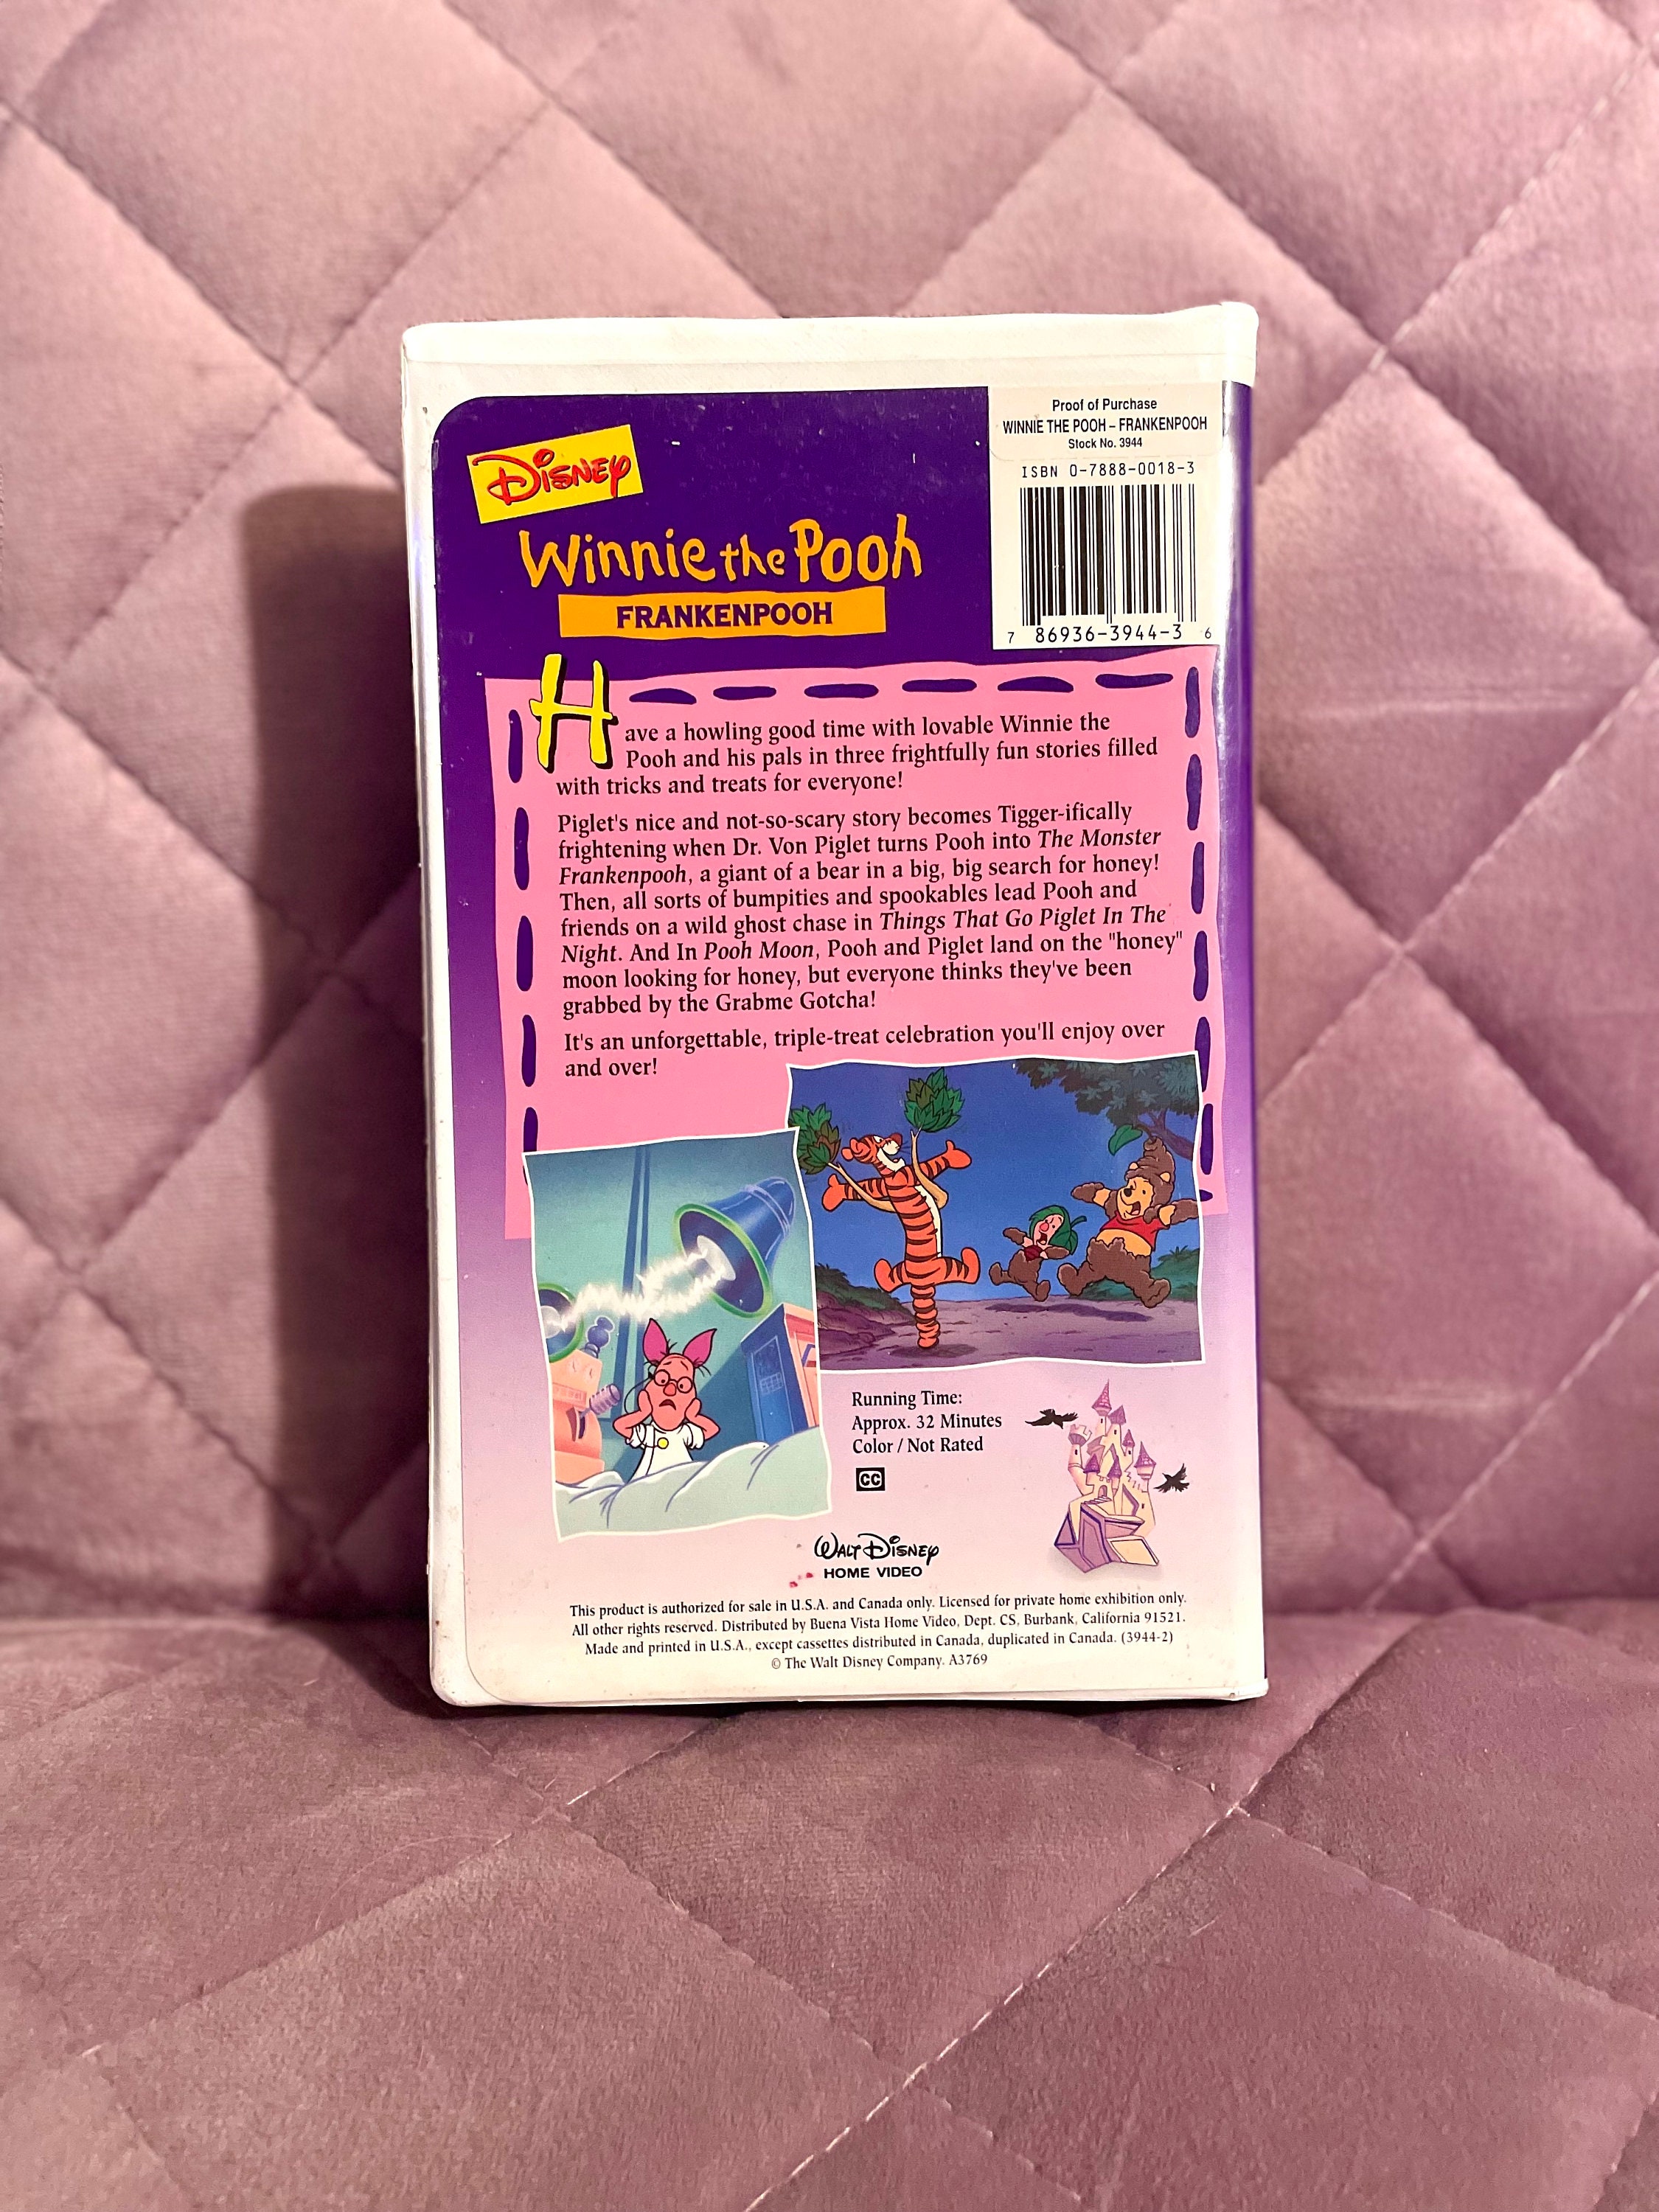 Disney
Winnie the Pooh
FRANKENPOOH
Proof of Purchase
WINNIE THE POOH – FRANKENPOOH
Stock No. 3944
ISBN 0-7888-0018-3
7 86936-3944-3 6
Have a howling good time with lovable Winnie the
Pooh and his pals in three frightfully fun stories filled
with tricks and treats for everyone!
Piglet's nice and not-so-scary story becomes Tigger-ifically
frightening when Dr. Von Piglet turns Pooh into The Monster
Frankenpooh, a giant of a bear in a big, big search for honey!
Then, all sorts of bumpities and spookables lead Pooh and
friends on a wild ghost chase in Things That Go Piglet In The
Night. And In Pooh Moon, Pooh and Piglet land on the "honey"
moon looking for honey, but everyone thinks they've been
grabbed by the Grabme Gotcha!
It's an unforgettable, triple-treat celebration you'll enjoy over
and over!
Running Time:
Approx. 32 Minutes
Color / Not Rated
CC
Walt Disney
HOME VIDEO
This product is authorized for sale in U.S.A. and Canada only. Licensed for private home exhibition only.
All other rights reserved. Distributed by Buena Vista Home Video, Dept. CS, Burbank, California 91521.
Made and printed in U.S.A., except cassettes distributed in Canada, duplicated in Canada. (3944-2)
© The Walt Disney Company. A3769